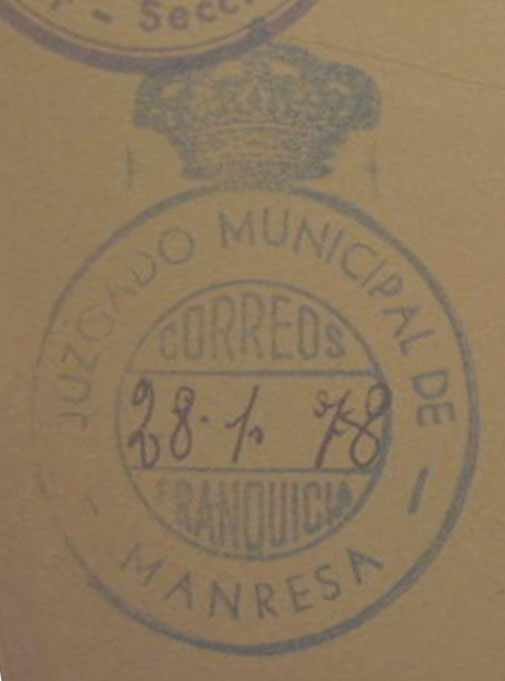 Secc
JUZGADO MUNICIPAL DE
MANRESA
CORREOS
28-1-78
FRANQUICIA